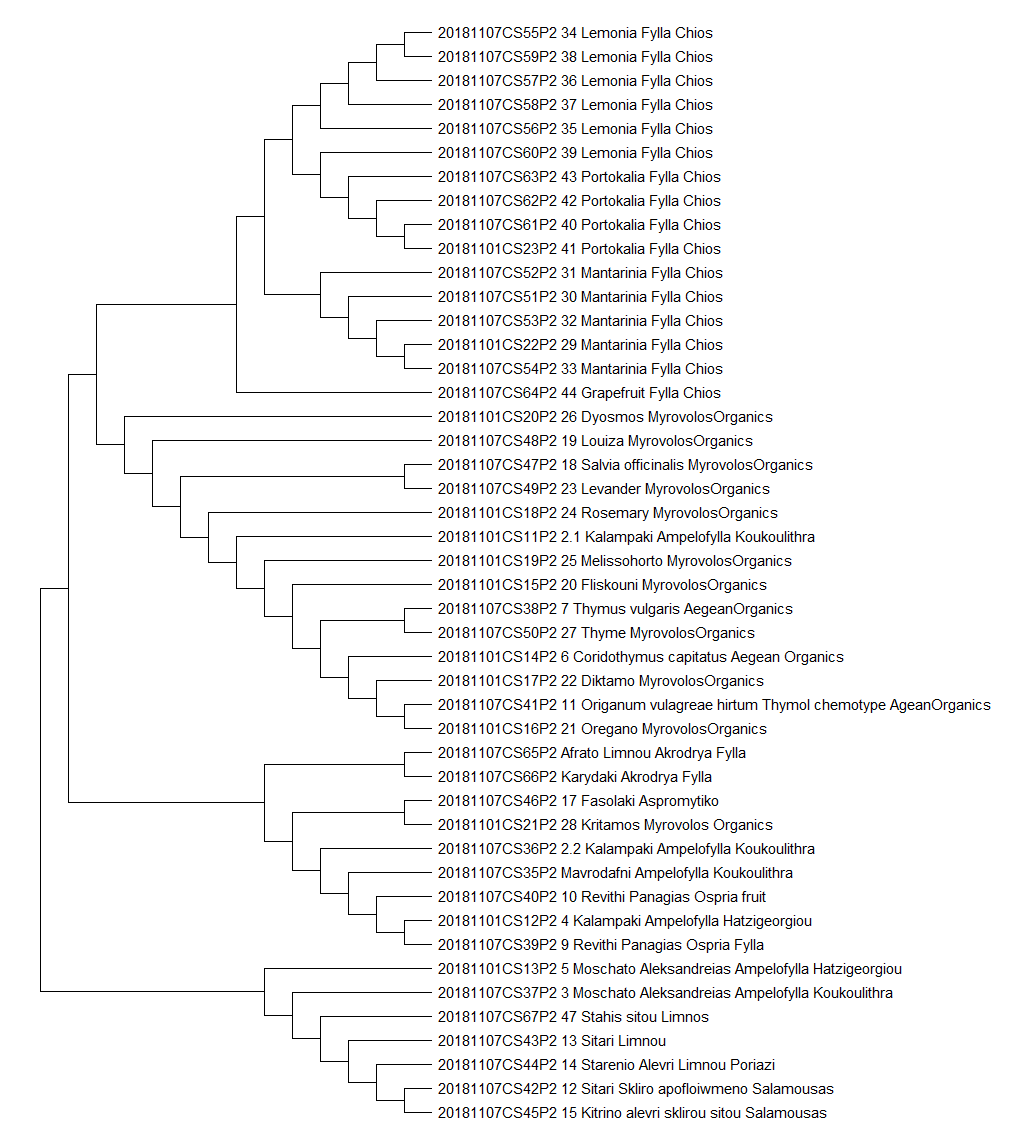 20181107CS55P2 34 Lemonia Fylla Chios
20181107CS59P2 38 Lemonia Fylla Chios
20181107CS57P2 36 Lemonia Fylla Chios
20181107CS58P2 37 Lemonia Fylla Chios
20181107CS56P2 35 Lemonia Fylla Chios
20181107CS60P2 39 Lemonia Fylla Chios
20181107CS63P2 43 Portokalia Fylla Chios
20181107CS62P2 42 Portokalia Fylla Chios
20181107CS61P2 40 Portokalia Fylla Chios
20181101CS23P2 41 Portokalia Fylla Chios
20181107CS52P2 31 Mantarinia Fylla Chios
20181107CS51P2 30 Mantarinia Fylla Chios
20181107CS53P2 32 Mantarinia Fylla Chios
20181101CS22P2 29 Mantarinia Fylla Chios
20181107CS54P2 33 Mantarinia Fylla Chios
20181107CS64P2 44 Grapefruit Fylla Chios
20181101CS20P2 26 Dyosmos MyrovolosOrganics
20181107CS48P2 19 Louiza MyrovolosOrganics
20181107CS47P2 18 Salvia officinalis MyrovolosOrganics
20181107CS49P2 23 Levander MyrovolosOrganics
20181101CS18P2 24 Rosemary MyrovolosOrganics
20181101CS11P2 2.1 Kalampaki Ampelofylla Koukoulithra
20181101CS19P2 25 Melissohorto MyrovolosOrganics
20181101CS15P2 20 Fliskouni MyrovolosOrganics
20181107CS38P2 7 Thymus vulgaris AegeanOrganics
20181107CS50P2 27 Thyme MyrovolosOrganics
20181101CS14P2 6 Coridothymus capitatus Aegean Organics
20181101CS17P2 22 Diktamo MyrovolosOrganics
20181107CS41P2 11 Origanum vulagreae hirtum Thymol chemotype AgeanOrganics
20181101CS16P2 21 Oregano MyrovolosOrganics
20181107CS65P2 Afrato Limnou Akrodrya Fylla
20181107CS66P2 Karydaki Akrodrya Fylla
20181107CS46P2 17 Fasolaki Aspromytiko
20181101CS21P2 28 Kritamos Myrovolos Organics
20181107CS36P2 2.2 Kalampaki Ampelofylla Koukoulithra
20181107CS35P2 Mavrodafni Ampelofylla Koukoulithra
20181107CS40P2 10 Revithi Panagias Ospria fruit
20181101CS12P2 4 Kalampaki Ampelofylla Hatzigeorgiou
20181107CS39P2 9 Revithi Panagias Ospria Fylla
20181101CS13P2 5 Moschato Aleksandreias Ampelofylla Hatzigeorgiou
20181107CS37P2 3 Moschato Aleksandreias Ampelofylla Koukoulithra
20181107CS67P2 47 Stahis sitou Limnos
20181107CS43P2 13 Sitari Limnou
20181107CS44P2 14 Starenio Alevri Limnou Poriazi
20181107CS42P2 12 Sitari Skliro apofloiwmeno Salamousas
20181107CS45P2 15 Kitrino alevri sklirou sitou Salamousas